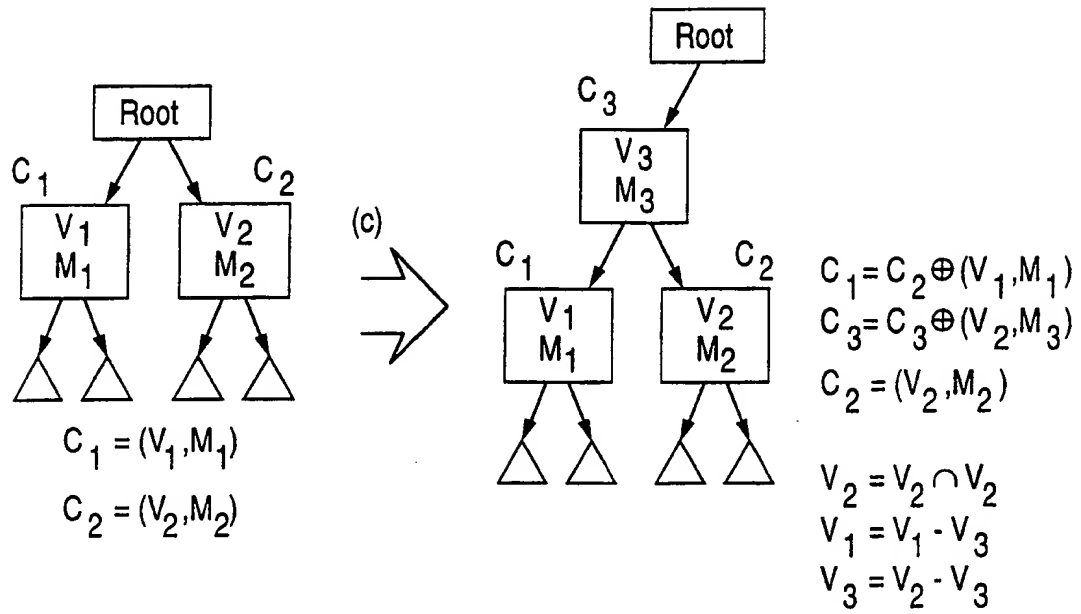 Root
C1 C2
V1 V2
M1 M2
C1 = (V1,M1)
C2 = (V2,M2)
(c)
Root
C3
V3
M3
C1 C2
V1 V2
M1 M2
C1 = C2 ⊕ (V1,M1)
C3 = C3 ⊕ (V2,M3)
C2 = (V2,M2)
V2 = V2 ∩ V2
V1 = V1 - V3
V3 = V2 - V3